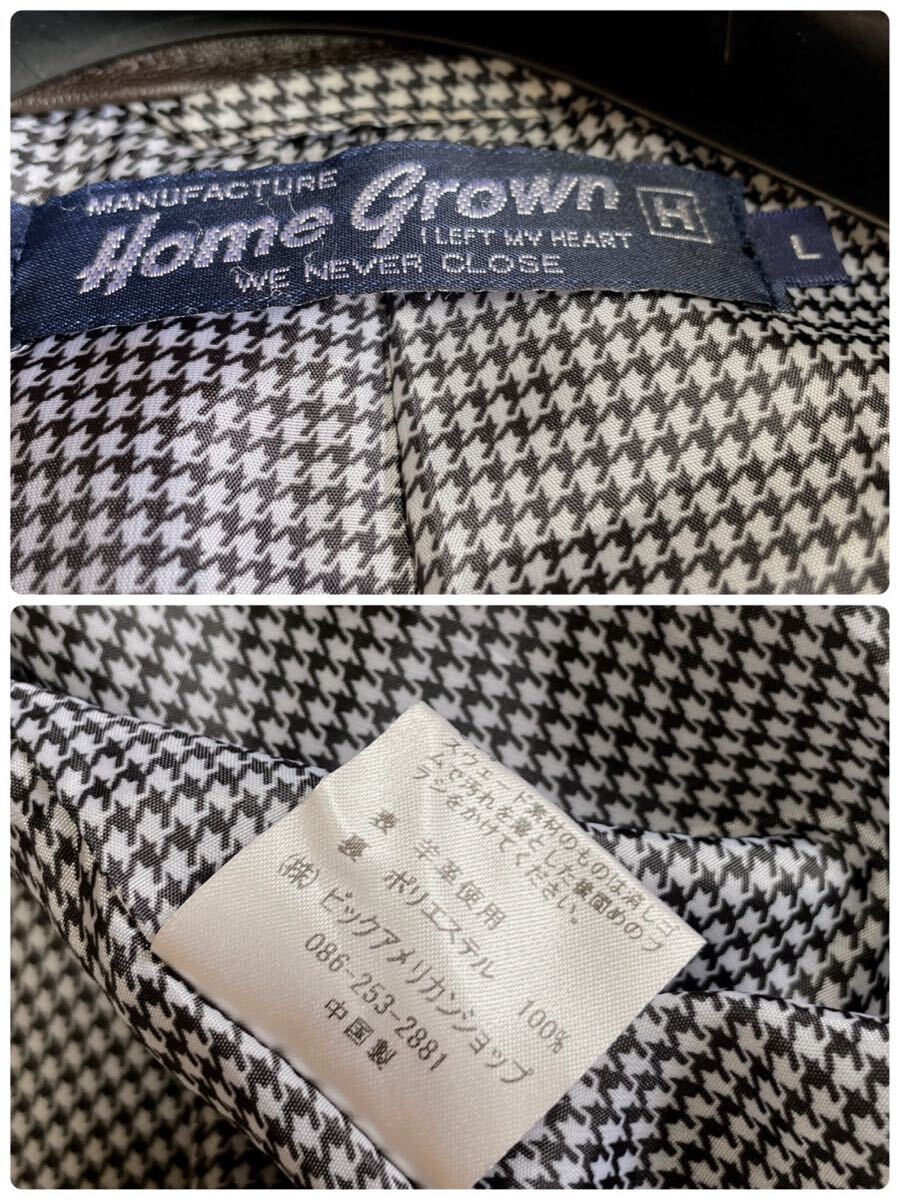 MANUFACTURE
Home Grown
H
I LEFT MY HEART
WE NEVER CLOSE
L
スウエード素材のものは消しゴ
ムで汚れを落とした後固めのブ
ラシをかけてください。
表 羊革使用
裏 ポリエステル 100%
(株)ビックアメリカンショップ
086-253-2881
中国製